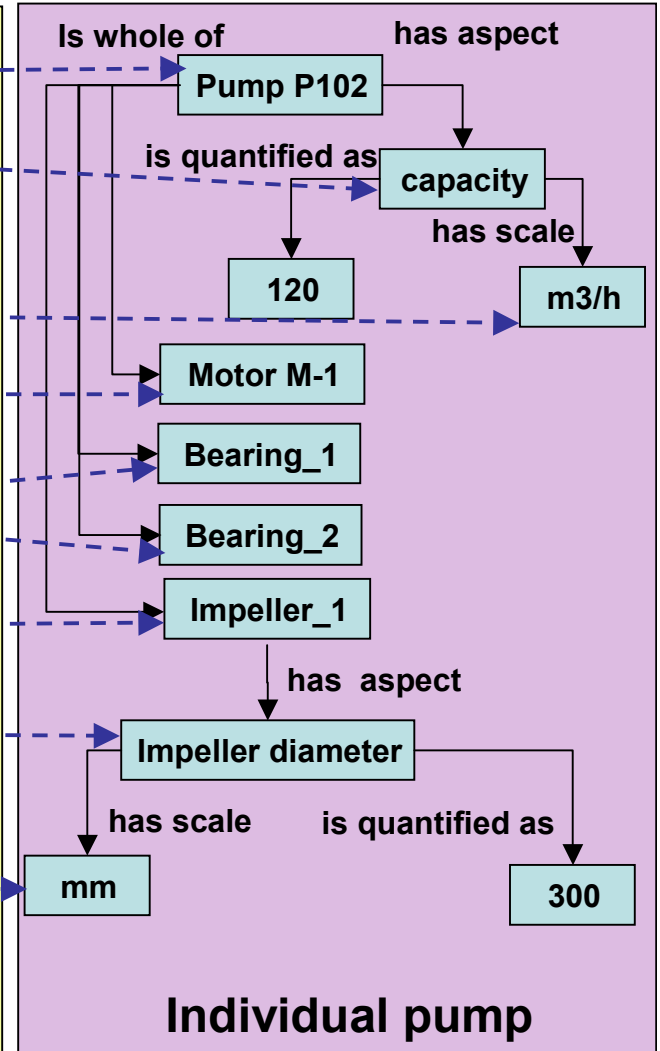 Is whole of
has aspect
Pump P102
is quantified as
capacity
has scale
120
m3/h
Motor M-1
Bearing_1
Bearing_2
Impeller_1
has aspect
Impeller diameter
has scale
is quantified as
mm
300
Individual pump